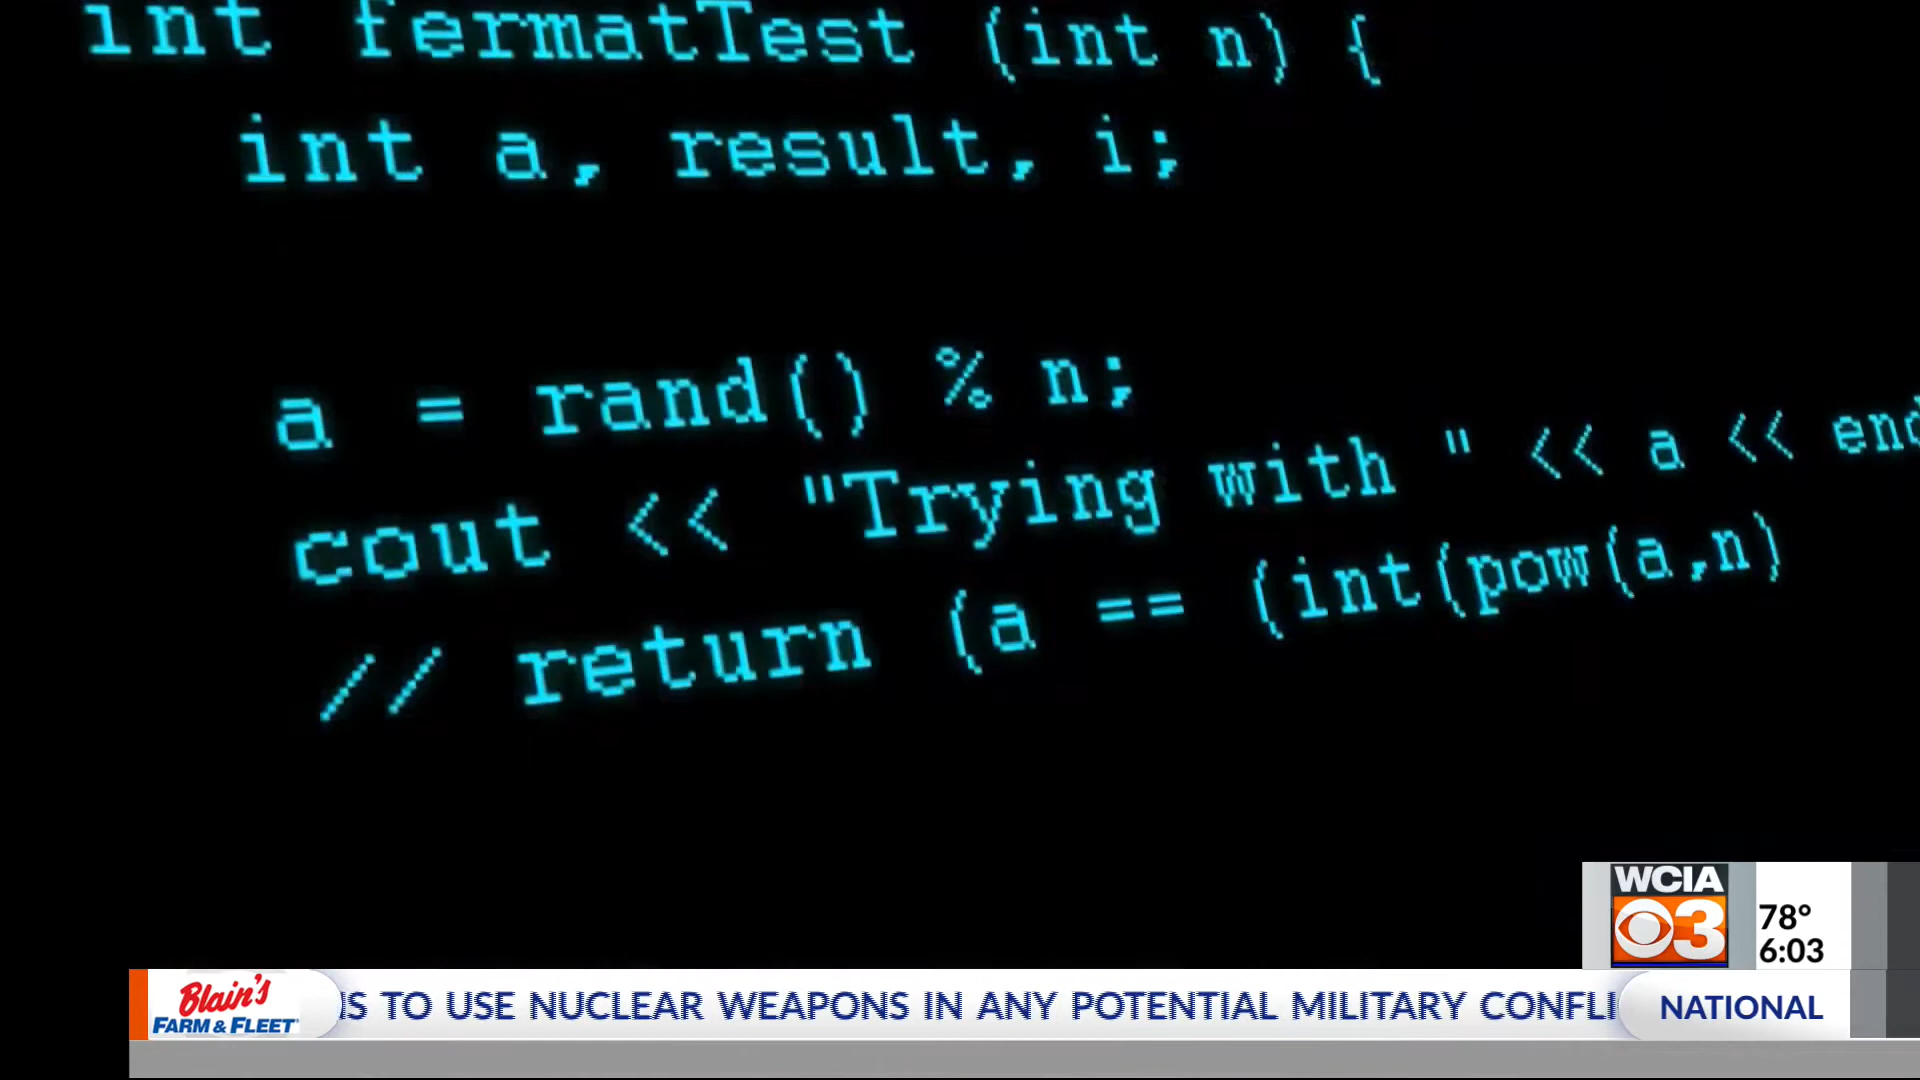 int fermatTest (int n) {
int a, result, i;
a = rand() % n;
cout << "Trying with " << a << end
// return (a == (int(pow(a,n)
WCIA
3
78°
6:03
Blain's
FARM & FLEET
IS TO USE NUCLEAR WEAPONS IN ANY POTENTIAL MILITARY CONFLI
NATIONAL